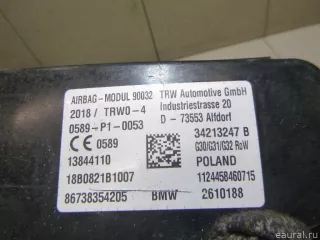 AIRBAG-MODUL 90032 TRW Automotive GmbH
2018 / TRW0-4 Industriestrasse 20
0589-P1-0053 D - 73553 Alfdorf
CE 0589 34213247 B
G30/G31/G32 RoW
13844110 POLAND
18B0821B1007 1124458460715
86738354205 BMW 2610188
© eaural.ru